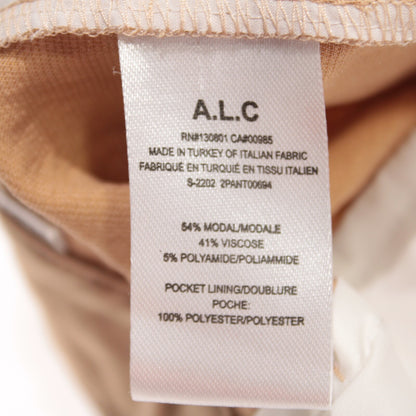 A.L.C
RN#130801 CA#00985
MADE IN TURKEY OF ITALIAN FABRIC
FABRIQUÉ EN TURQUIÉ EN TISSU ITALIEN
S-2202 2PANT00694
54% MODAL/MODALE
41% VISCOSE
5% POLYAMIDE/POLIAMMIDE
POCKET LINING/DOUBLURE
POCHE:
100% POLYESTER/POLYESTER